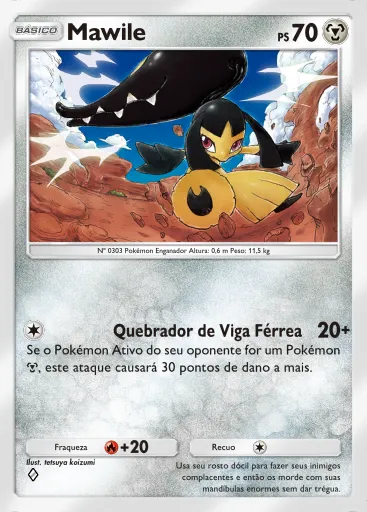 BÁSICO Mawile PS 70
Nº 0303 Pokémon Enganador Altura: 0,6 m Peso: 11,5 kg
Quebrador de Viga Férrea 20+
Se o Pokémon Ativo do seu oponente for um Pokémon
, este ataque causará 30 pontos de dano a mais.
Fraqueza +20 Recuo
Ilust. tetsuya koizumi
Usa seu rosto dócil para fazer seus inimigos
complacentes e então os morde com suas
mandíbulas enormes sem dar trégua.